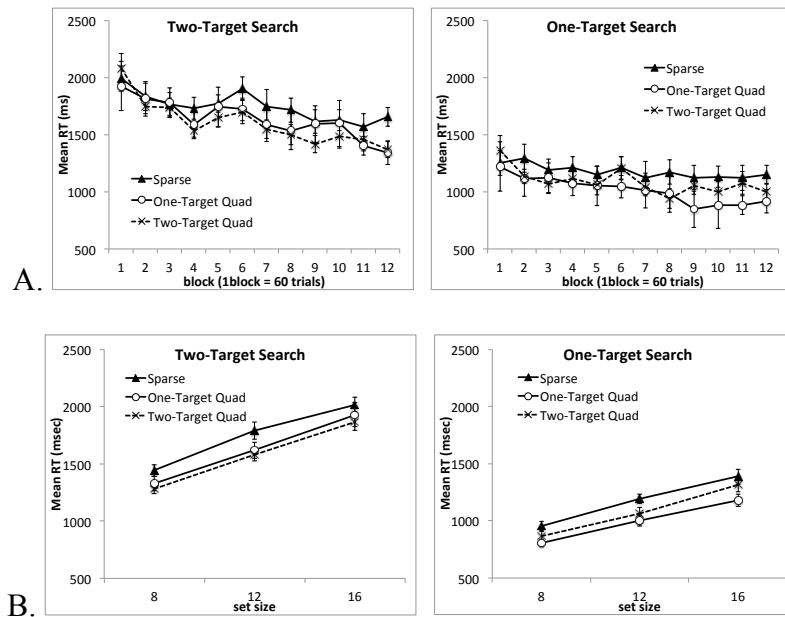 A.
Two-Target Search
Mean RT (ms)
2500
2000
1500
1000
500
Sparse
One-Target Quad
Two-Target Quad
1 2 3 4 5 6 7 8 9 10 11 12
block (1block = 60 trials)
One-Target Search
Mean RT (ms)
2500
2000
1500
1000
500
Sparse
One-Target Quad
Two-Target Quad
1 2 3 4 5 6 7 8 9 10 11 12
block (1block = 60 trials)
B.
Two-Target Search
Mean RT (msec)
2500
2000
1500
1000
500
Sparse
One-Target Quad
Two-Target Quad
8 12 16
set size
One-Target Search
Mean RT (msec)
2500
2000
1500
1000
500
Sparse
One-Target Quad
Two-Target Quad
8 12 16
set size